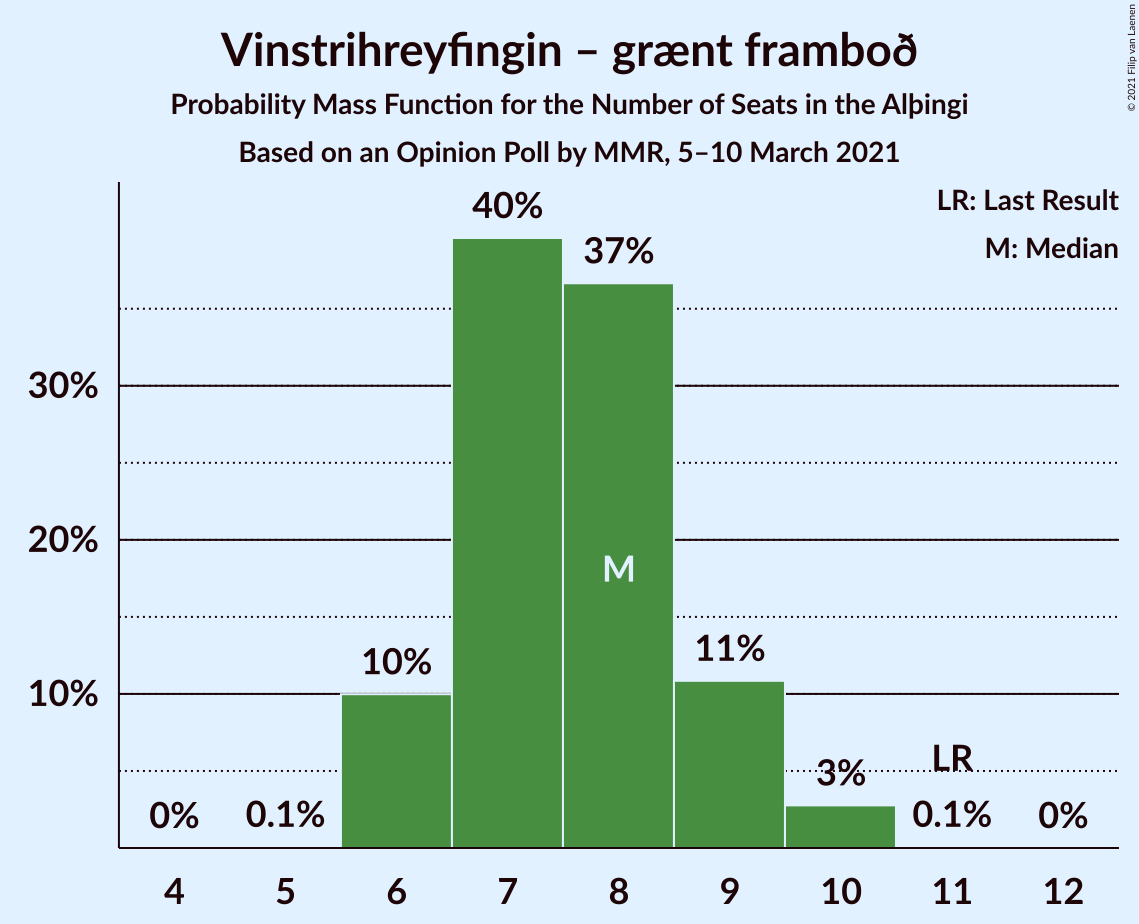 Vinstrihreyfingin – grænt framboð
Probability Mass Function for the Number of Seats in the Alþingi
Based on an Opinion Poll by MMR, 5–10 March 2021
© 2021 Filip van Laenen
LR: Last Result
M: Median
40%
37%
30%
20%
M
11%
10%
10%
LR
3%
0%
0.1%
0.1%
0%
4 5 6 7 8 9 10 11 12